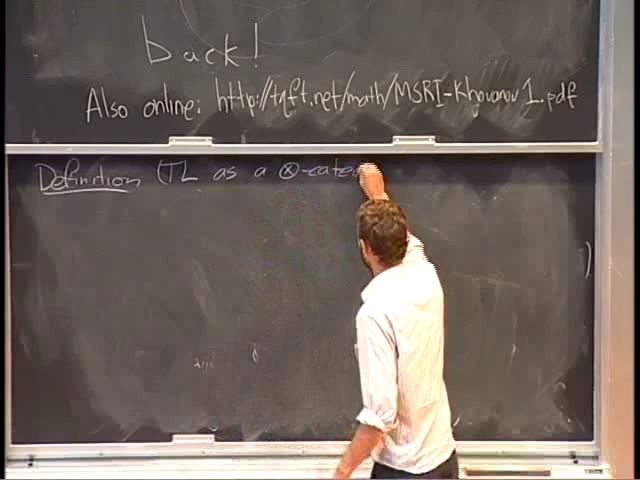 back!
Also online: http://tqft.net/math/MSRI-Khovanov1.pdf
Definition (TL as a ⊗-cate